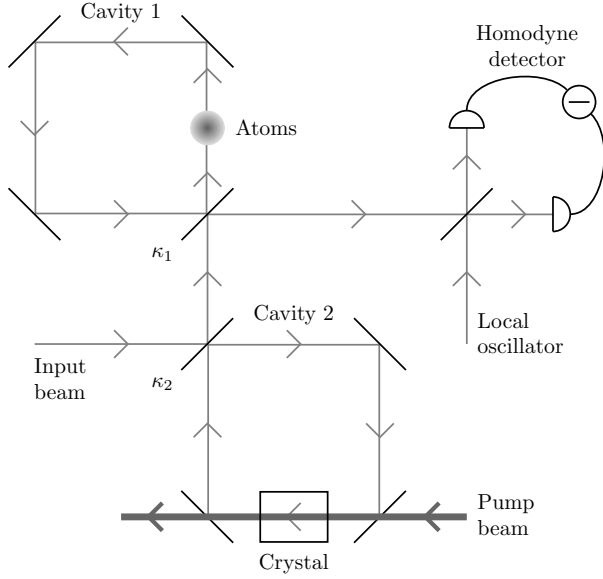 Cavity 1
Homodyne
detector
Atoms
κ₁
Cavity 2
Input
beam
κ₂
Local
oscillator
Pump
beam
Crystal